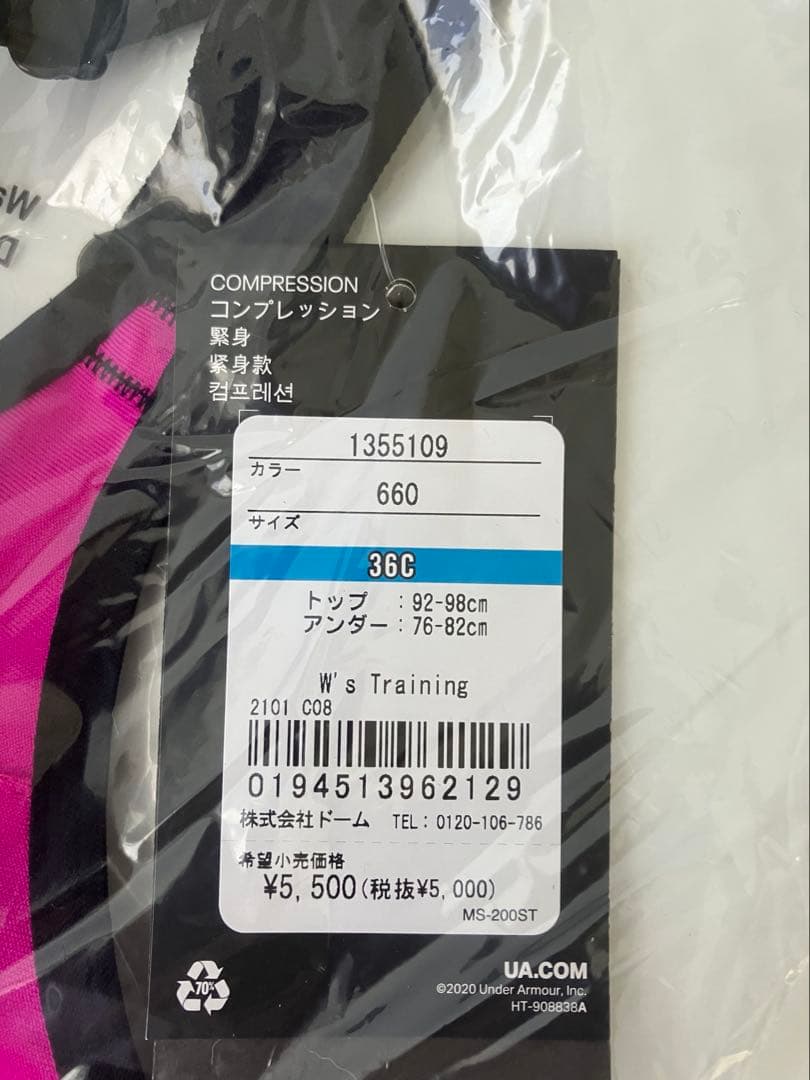 COMPRESSION
コンプレッション
緊身
紧身款
컴프레션
1355109
カラー
660
サイズ
36C
トップ : 92-98cm
アンダー : 76-82cm
W's Training
2101 C08
0194513962129
株式会社ドーム TEL: 0120-106-786
希望小売価格
¥5,500(税抜¥5,000)
MS-200ST
70%
UA.COM
©2020 Under Armour, Inc.
HT-908838A